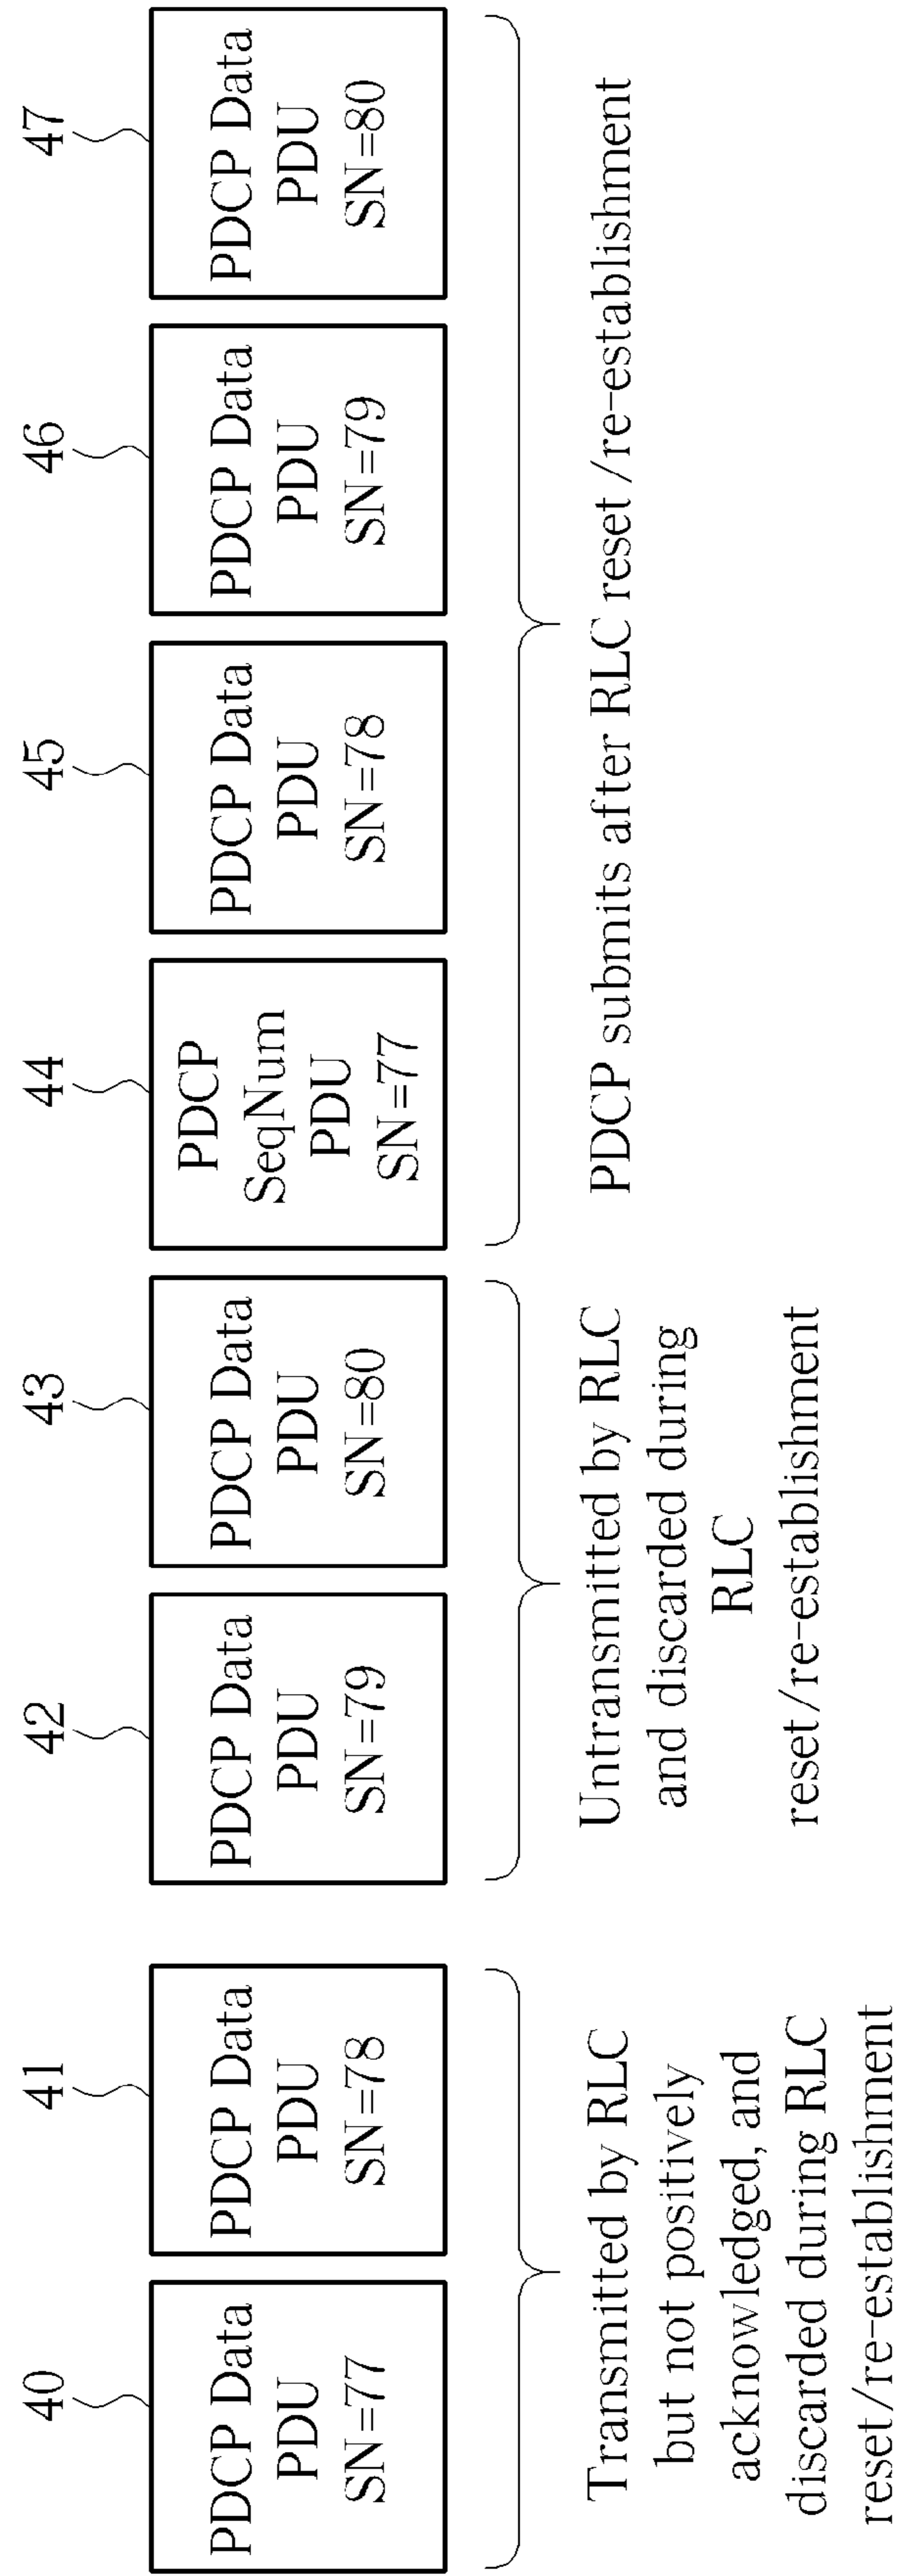 40
PDCP Data
PDU
SN=77
41
PDCP Data
PDU
SN=78
Transmitted by RLC
but not positively
acknowledged, and
discarded during RLC
reset/re-establishment
42
PDCP Data
PDU
SN=79
43
PDCP Data
PDU
SN=80
Untransmitted by RLC
and discarded during
RLC
reset/re-establishment
44
PDCP
SeqNum
PDU
SN=77
45
PDCP Data
PDU
SN=78
46
PDCP Data
PDU
SN=79
47
PDCP Data
PDU
SN=80
PDCP submits after RLC reset/re-establishment